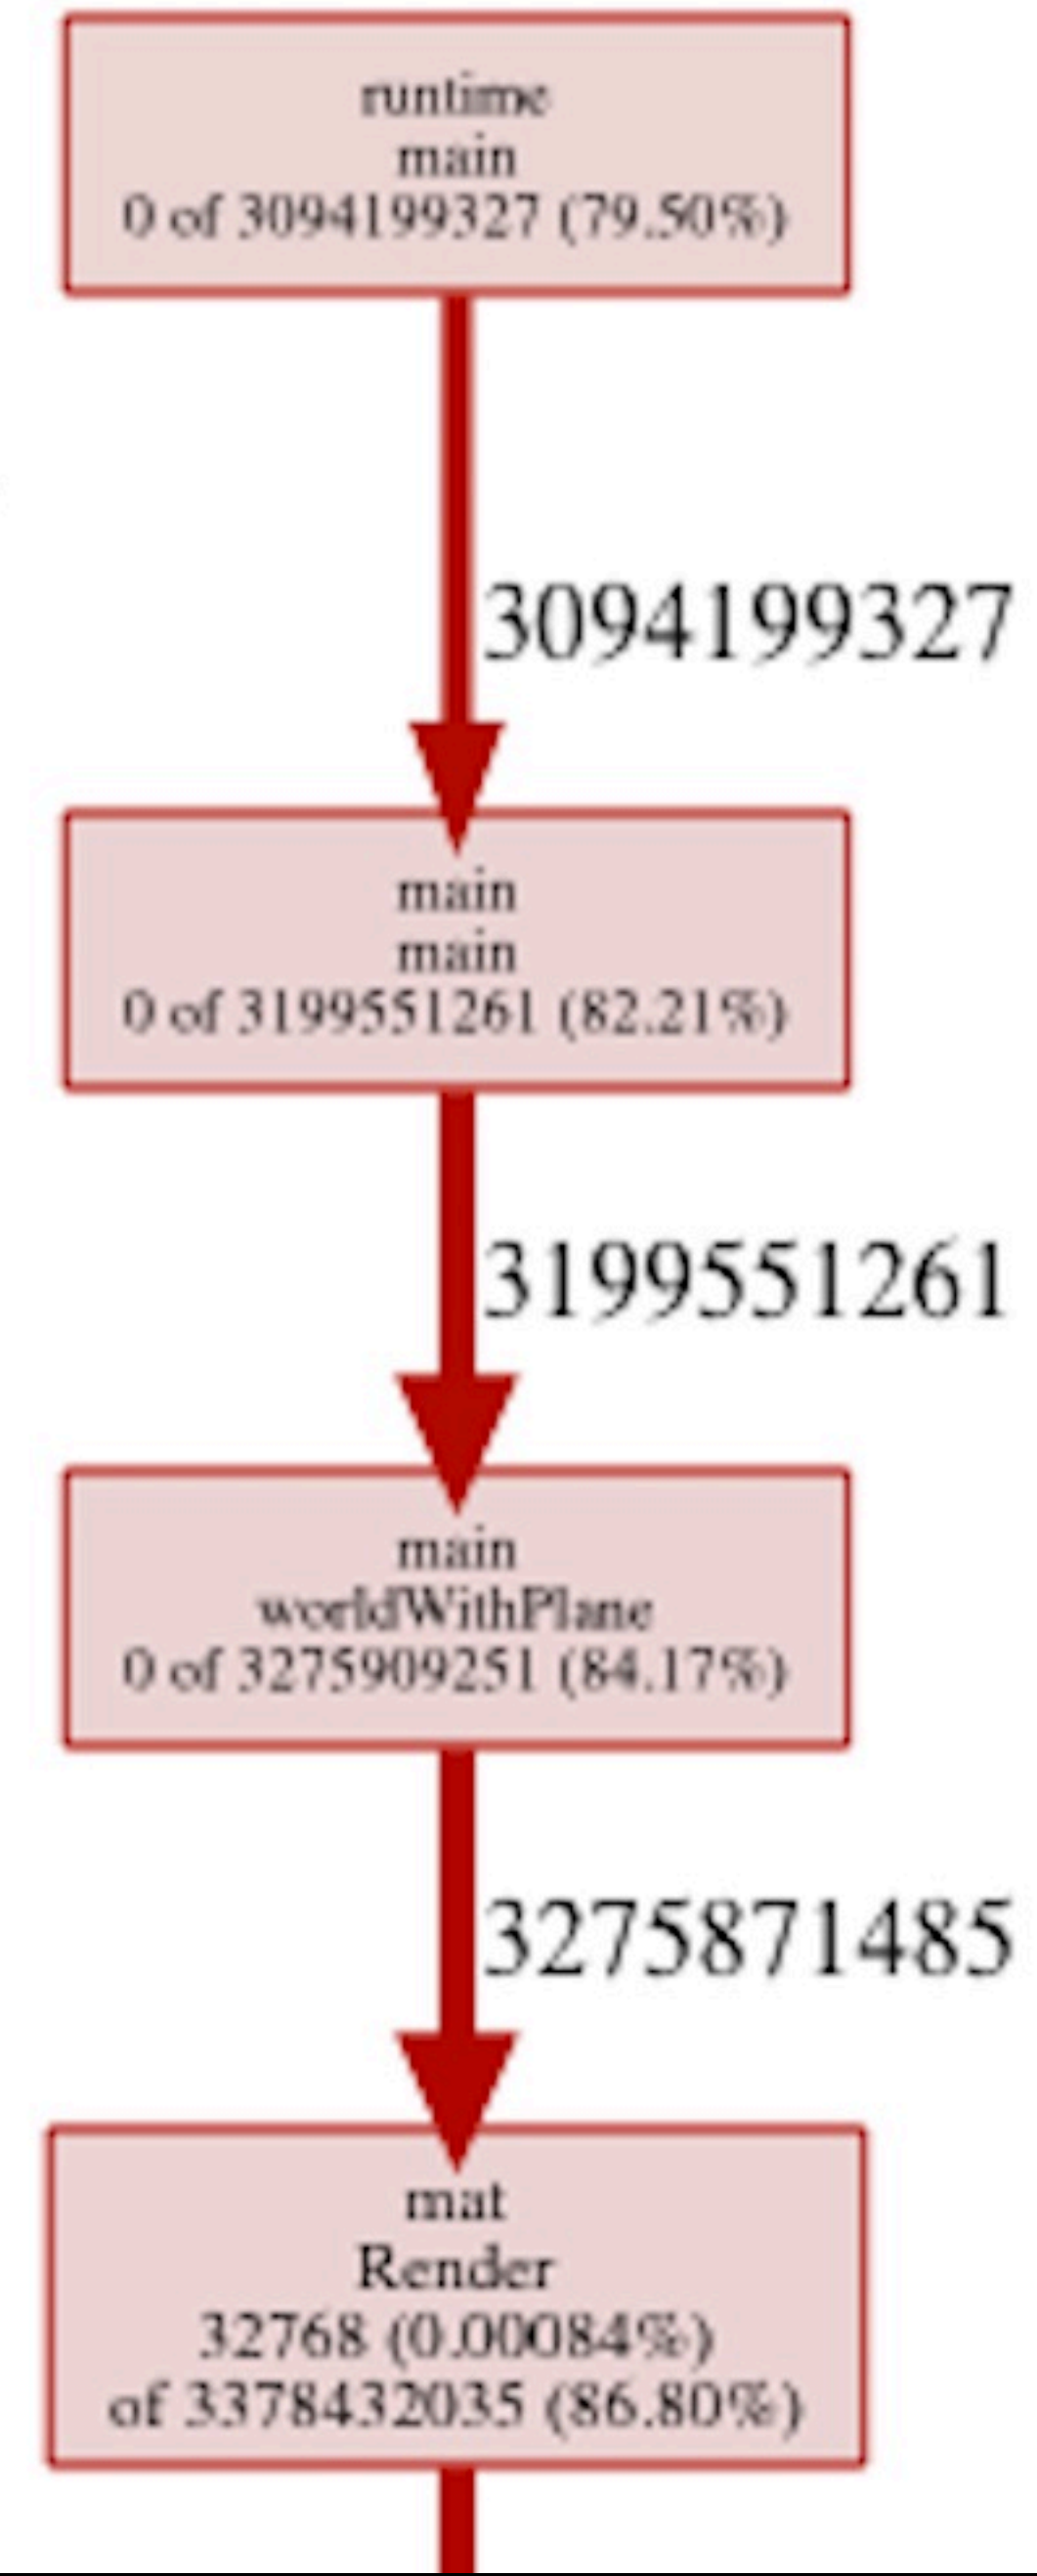 runtime
main
0 of 3094199327 (79.50%)
3094199327
main
main
0 of 3199551261 (82.21%)
3199551261
main
worldWithPlane
0 of 3275909251 (84.17%)
3275871485
mat
Render
32768 (0.00084%)
of 3378432035 (86.80%)